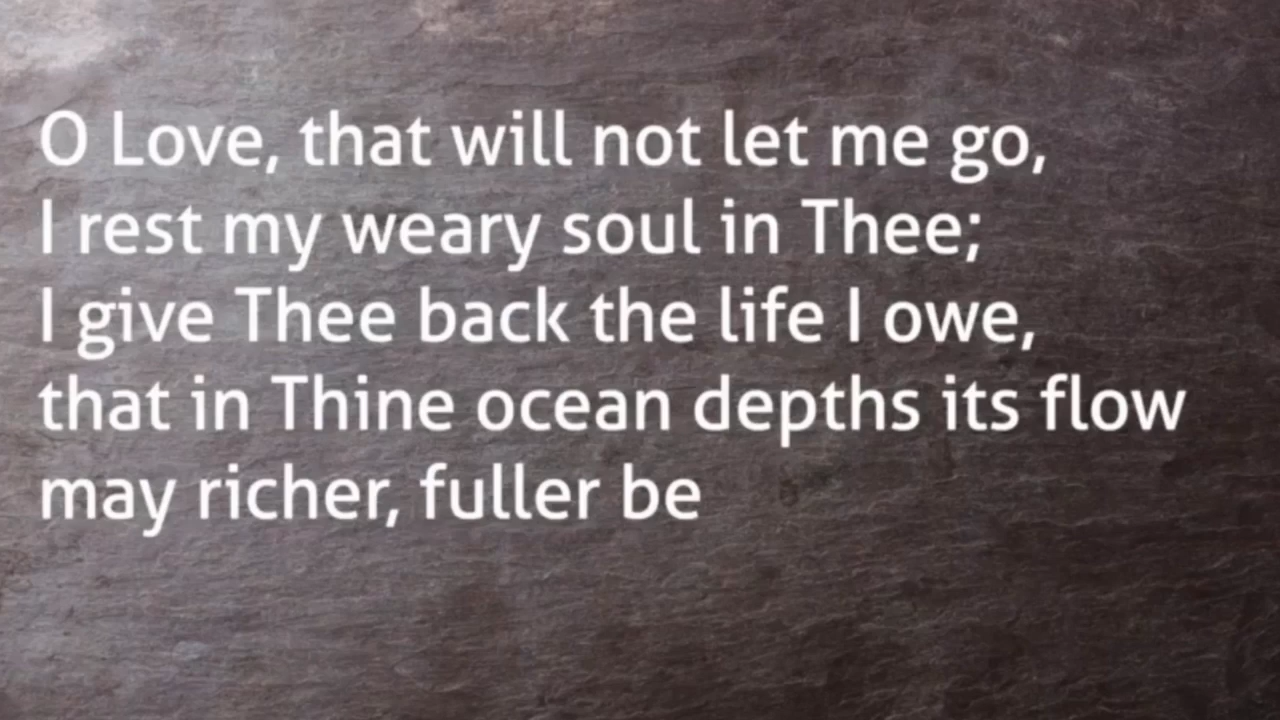 O Love, that will not let me go,
I rest my weary soul in Thee;
I give Thee back the life I owe,
that in Thine ocean depths its flow
may richer, fuller be